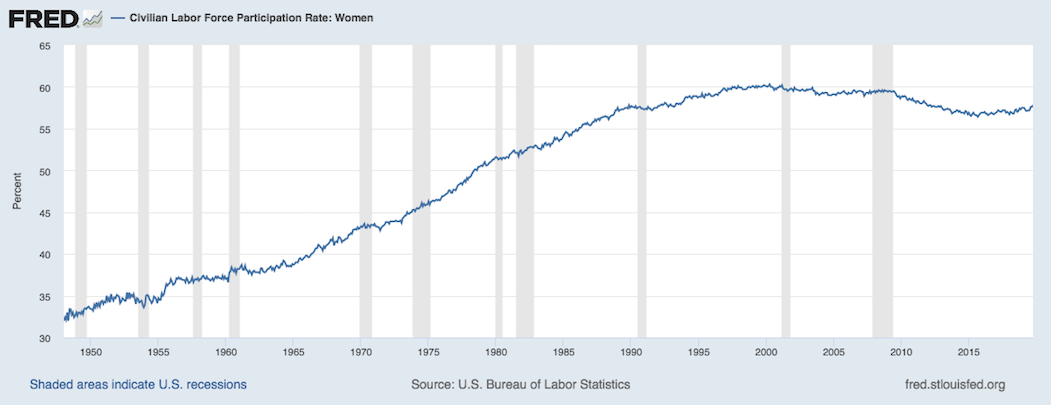 FRED Civilian Labor Force Participation Rate: Women
65
60
55
50
45
40
35
30
Percent
1950 1955 1960 1965 1970 1975 1980 1985 1990 1995 2000 2005 2010 2015
Shaded areas indicate U.S. recessions Source: U.S. Bureau of Labor Statistics fred.stlouisfed.org